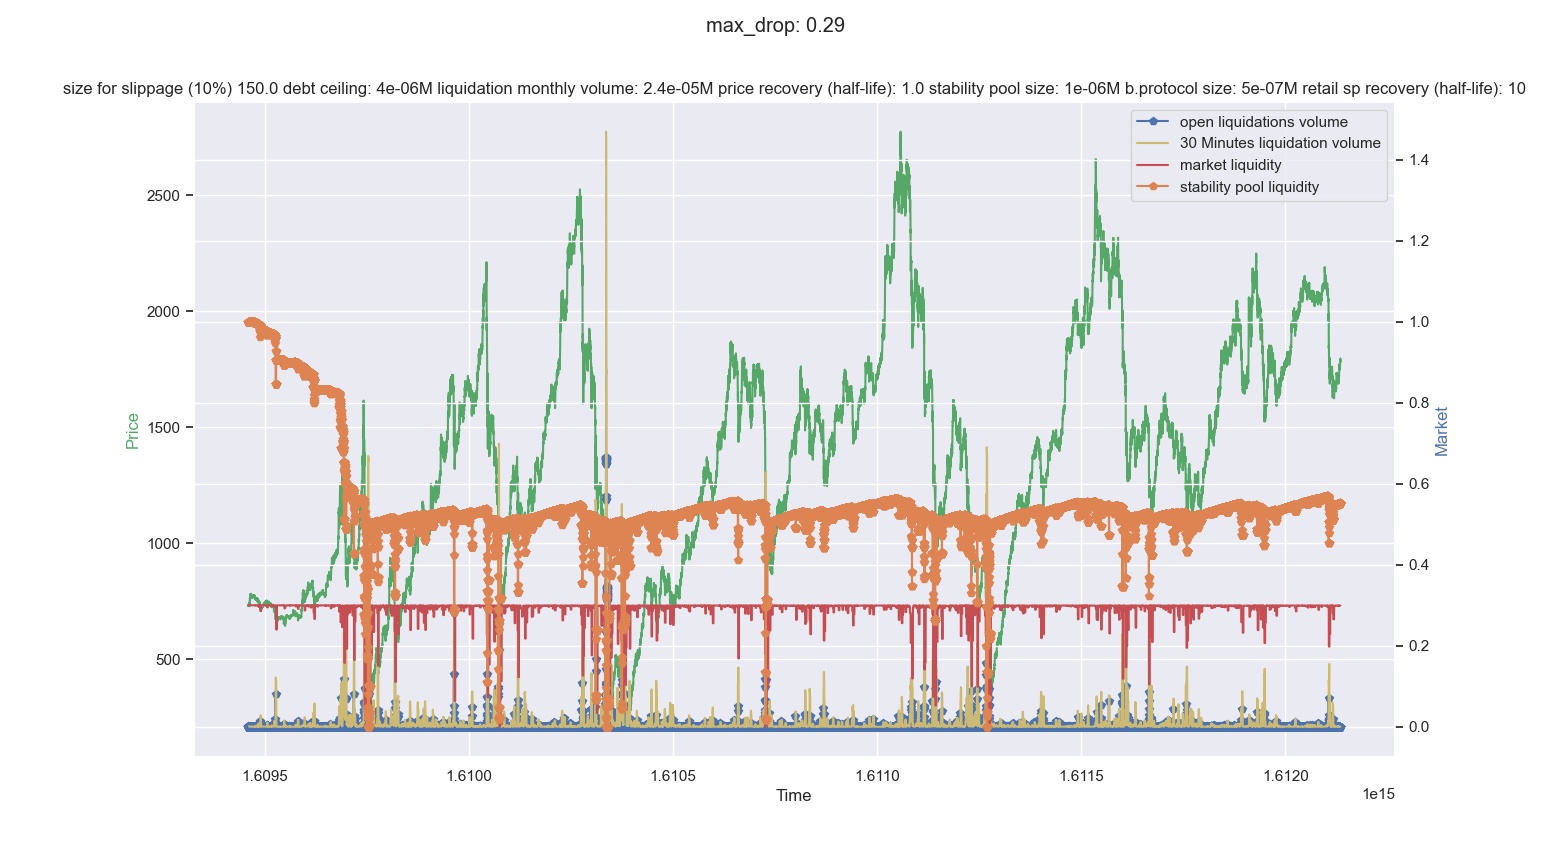 max_drop: 0.29
size for slippage (10%) 150.0 debt ceiling: 4e-06M liquidation monthly volume: 2.4e-05M price recovery (half-life): 1.0 stability pool size: 1e-06M b.protocol size: 5e-07M retail sp recovery (half-life): 10
open liquidations volume
30 Minutes liquidation volume
market liquidity
stability pool liquidity
2500
2000
1500
1000
500
Price
1.4
1.2
1.0
0.8
0.6
0.4
0.2
0.0
Market
1.6095
1.6100
1.6105
1.6110
1.6115
1.6120
Time
1e15